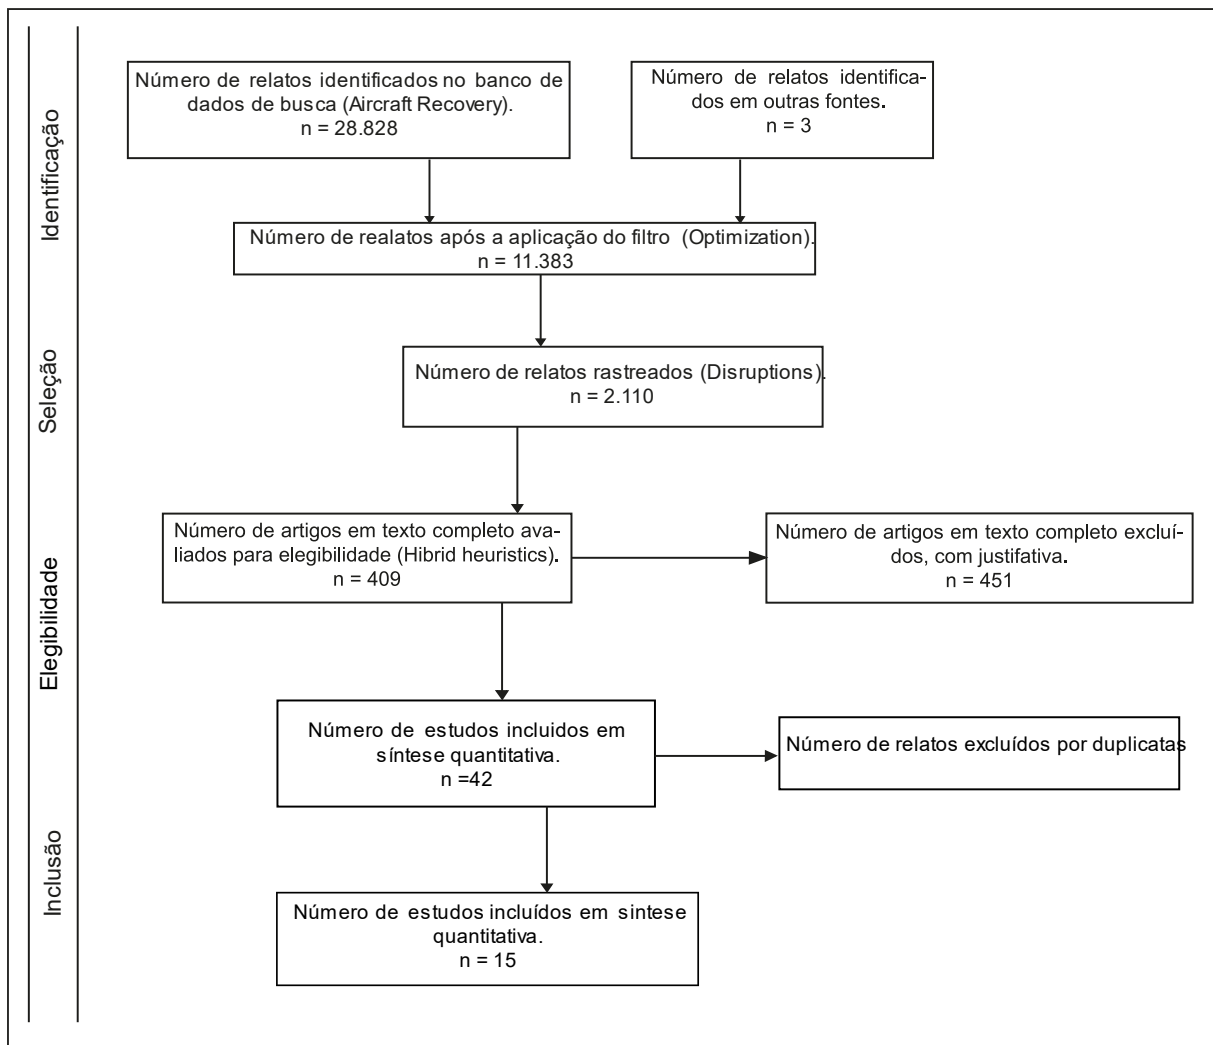 Identificação
Número de relatos identificados no banco de
dados de busca (Aircraft Recovery).
n = 28.828
Número de relatos identifica-
dos em outras fontes.
n = 3
Número de realatos após a aplicação do filtro (Optimization).
n = 11.383
Seleção
Número de relatos rastreados (Disruptions).
n = 2.110
Elegibilidade
Número de artigos em texto completo ava-
liados para elegibilidade (Hibrid heuristics).
n = 409
Número de artigos em texto completo excluí-
dos, com justifativa.
n = 451
Número de estudos incluidos em
síntese quantitativa.
n =42
Número de relatos excluídos por duplicatas
Inclusão
Número de estudos incluídos em sintese
quantitativa.
n = 15